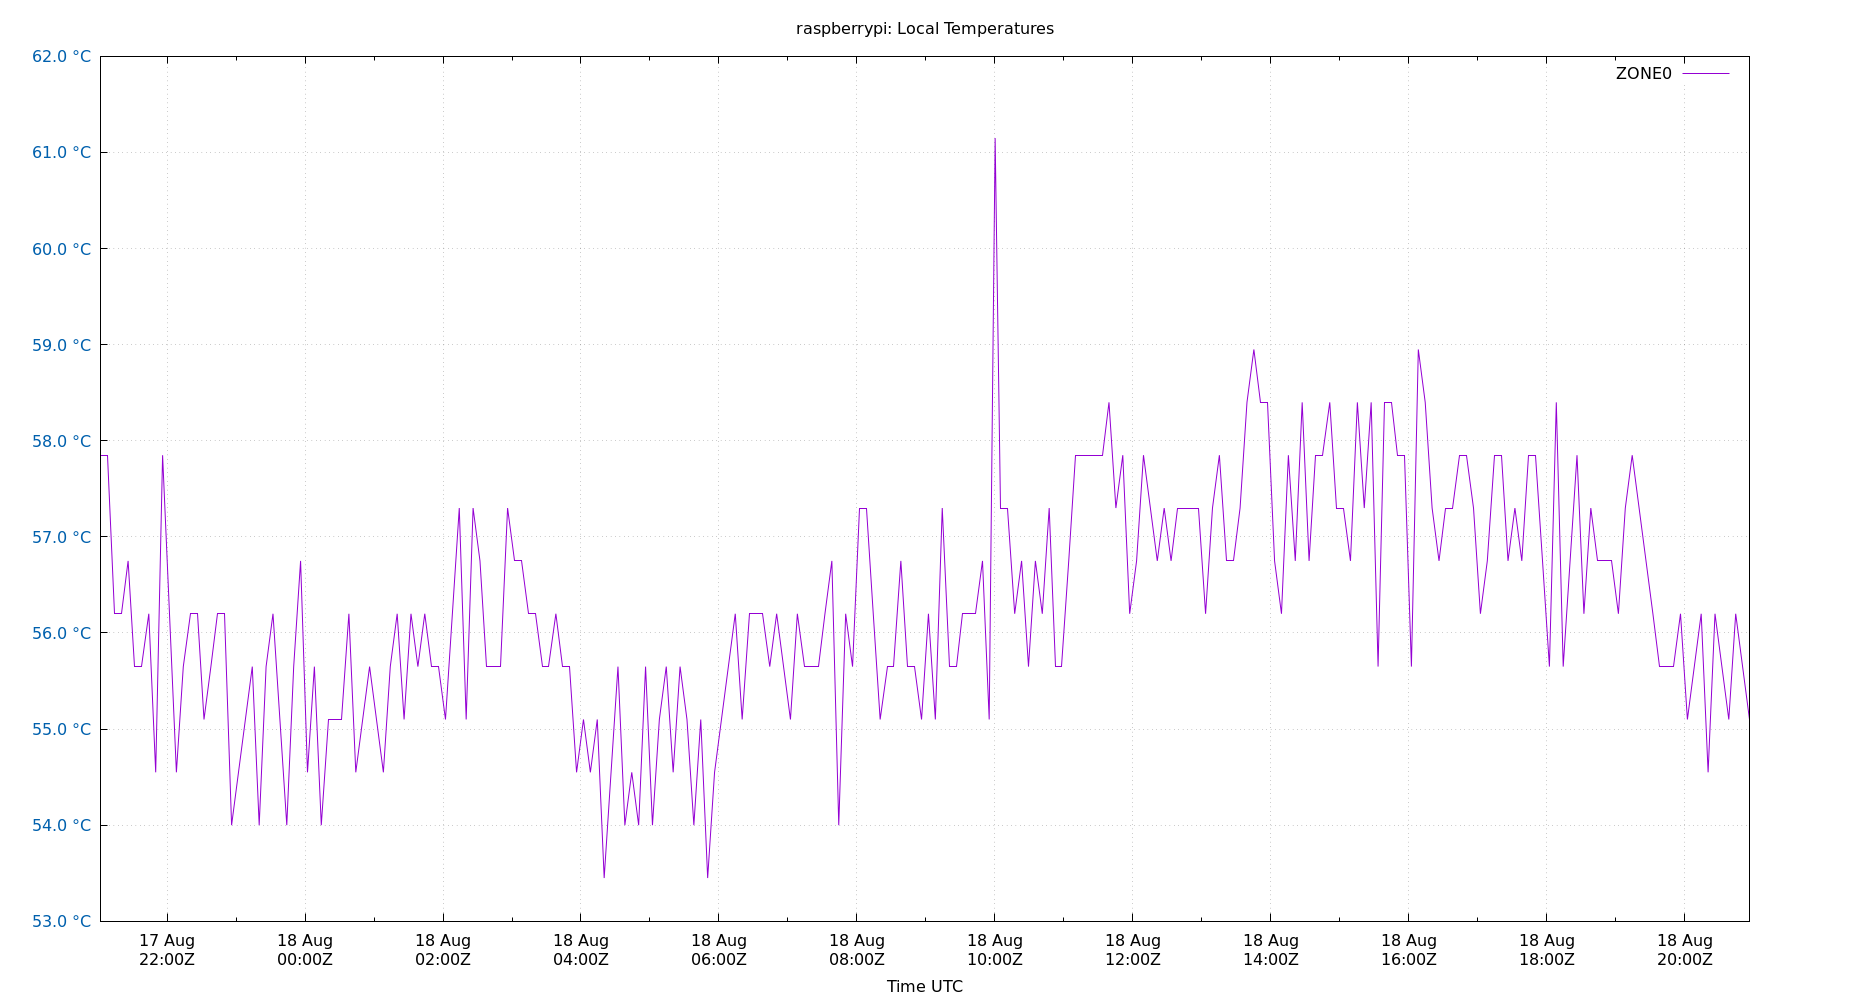 raspberrypi: Local Temperatures
62.0 °C
ZONE0
61.0 °C
60.0 °C
59.0 °C
58.0 °C
57.0 °C
56.0 °C
55.0 °C
54.0 °C
53.0 °C
17 Aug 18 Aug 18 Aug 18 Aug 18 Aug 18 Aug 18 Aug 18 Aug 18 Aug 18 Aug 18 Aug 18 Aug
22:00Z 00:00Z 02:00Z 04:00Z 06:00Z 08:00Z 10:00Z 12:00Z 14:00Z 16:00Z 18:00Z 20:00Z
Time UTC